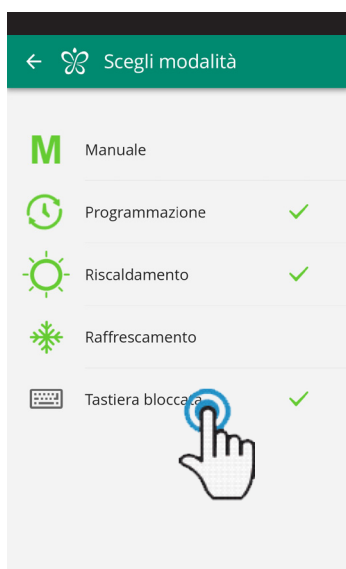 Scegli modalità
M Manuale
Programmazione
Riscaldamento
Raffrescamento
Tastiera bloccata